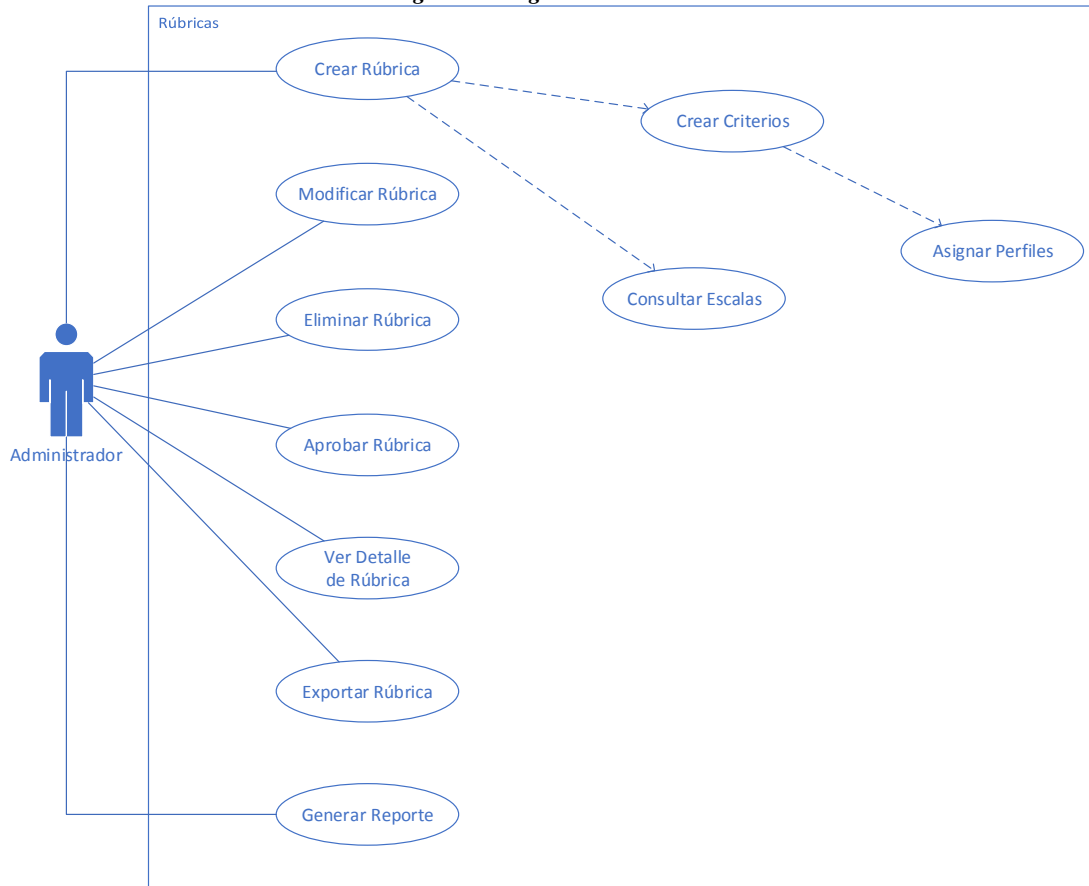 Rúbricas
Crear Rúbrica
Crear Criterios
Modificar Rúbrica
Asignar Perfiles
Consultar Escalas
Eliminar Rúbrica
Aprobar Rúbrica
Administrador
Ver Detalle
de Rúbrica
Exportar Rúbrica
Generar Reporte